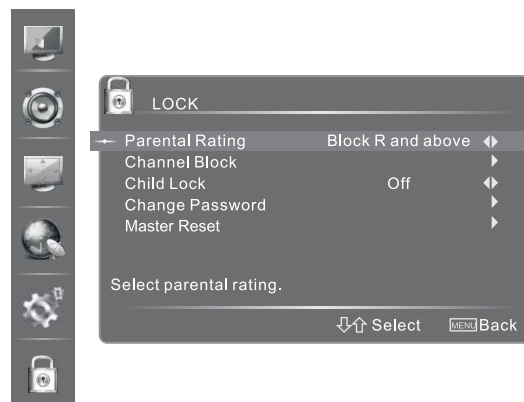 LOCK
Parental Rating Block R and above
Channel Block
Child Lock Off
Change Password
Master Reset
Select parental rating.
Select MENU Back